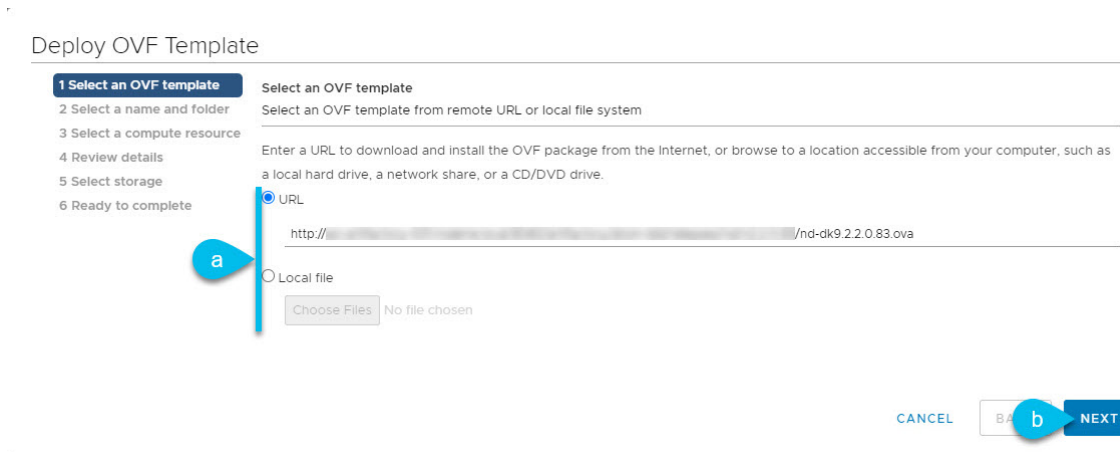 Deploy OVF Template
1 Select an OVF template
2 Select a name and folder
3 Select a compute resource
4 Review details
5 Select storage
6 Ready to complete
Select an OVF template
Select an OVF template from remote URL or local file system
Enter a URL to download and install the OVF package from the Internet, or browse to a location accessible from your computer, such as
a local hard drive, a network share, or a CD/DVD drive.
URL
http:// /nd-dk9.2.2.0.83.ova
a
Local file
Choose Files No file chosen
CANCEL
b
NEXT